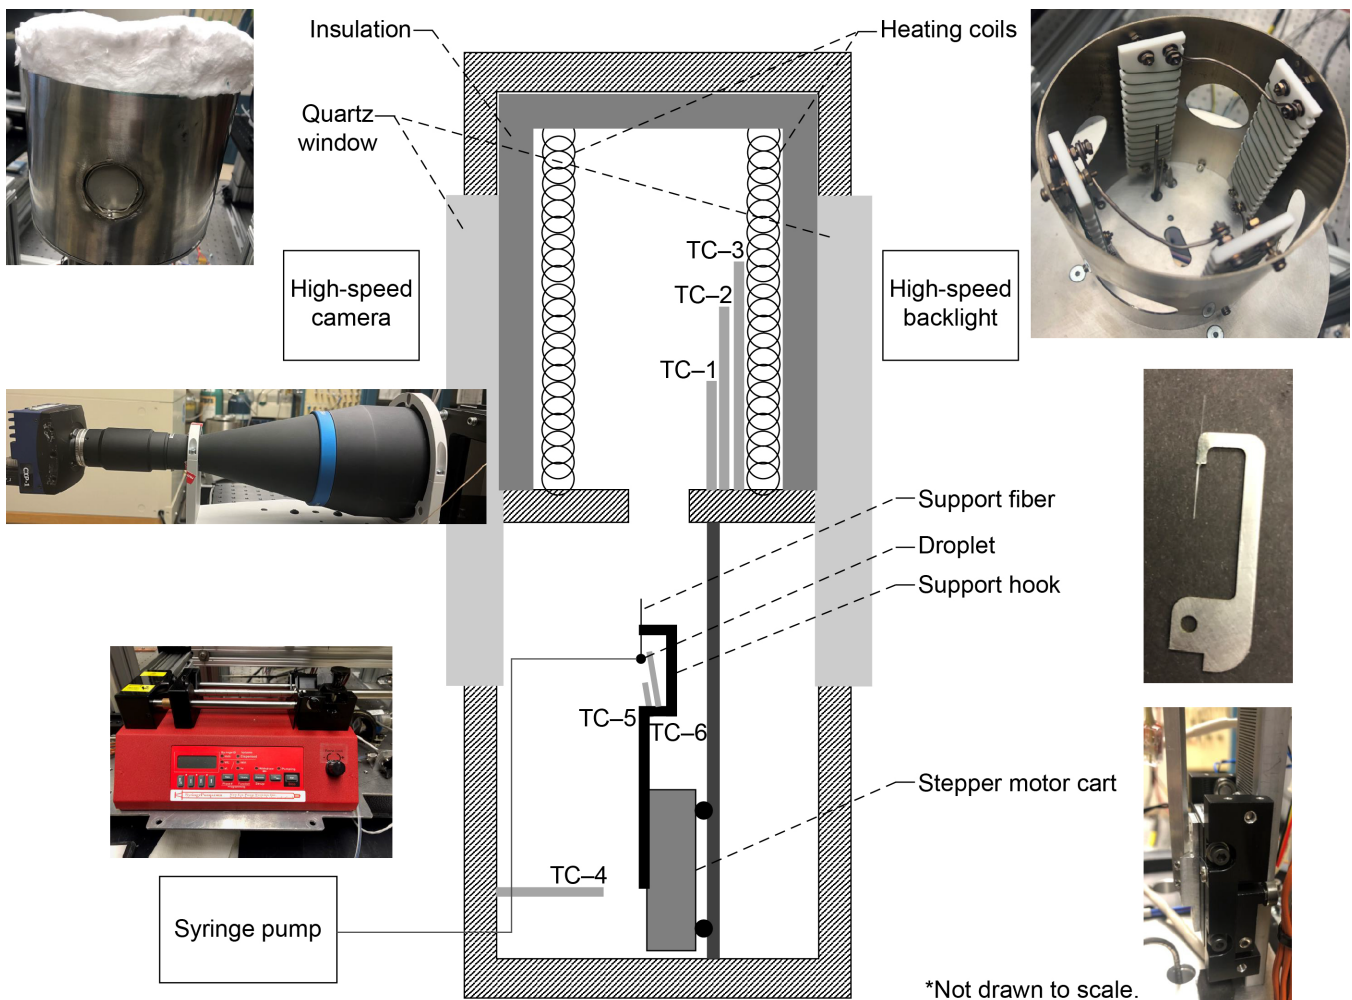 Insulation
Heating coils
Quartz
window
TC–3
High-speed
camera
TC–2
High-speed
backlight
TC–1
Support fiber
Droplet
Support hook
TC–5
TC–6
Stepper motor cart
TC–4
Syringe pump
*Not drawn to scale.